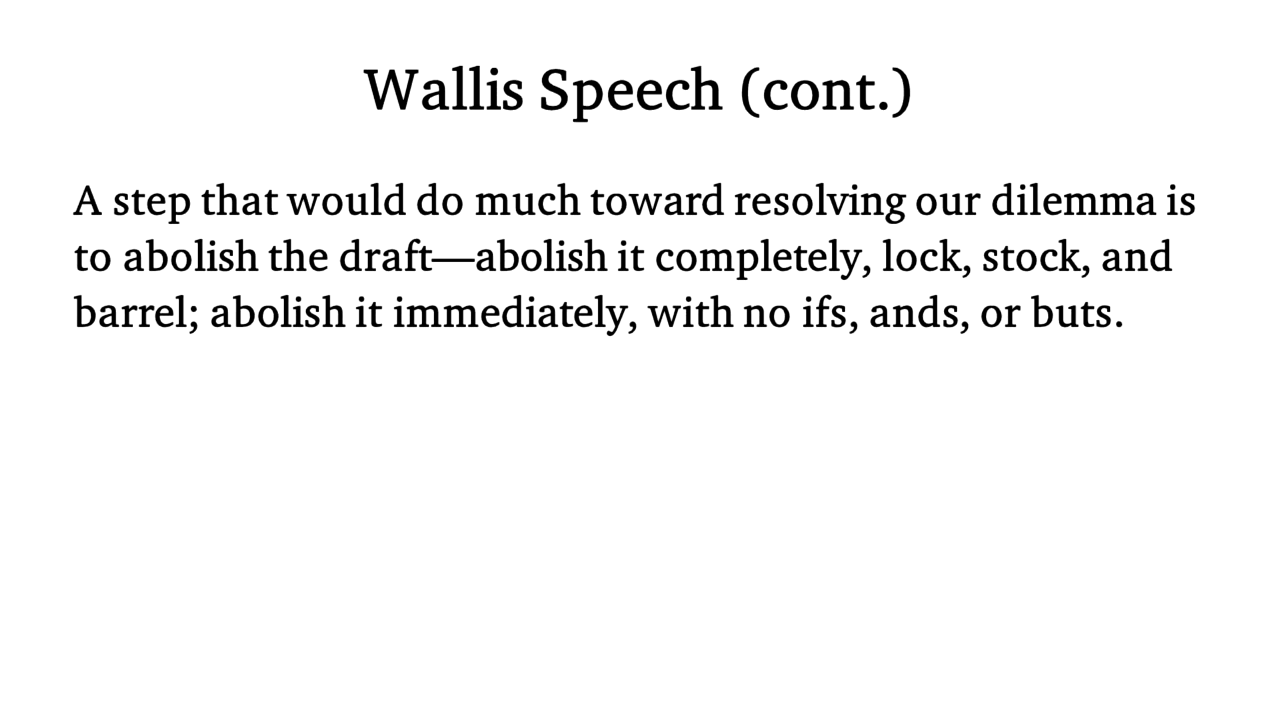 Wallis Speech (cont.)
A step that would do much toward resolving our dilemma is
to abolish the draft—abolish it completely, lock, stock, and
barrel; abolish it immediately, with no ifs, ands, or buts.